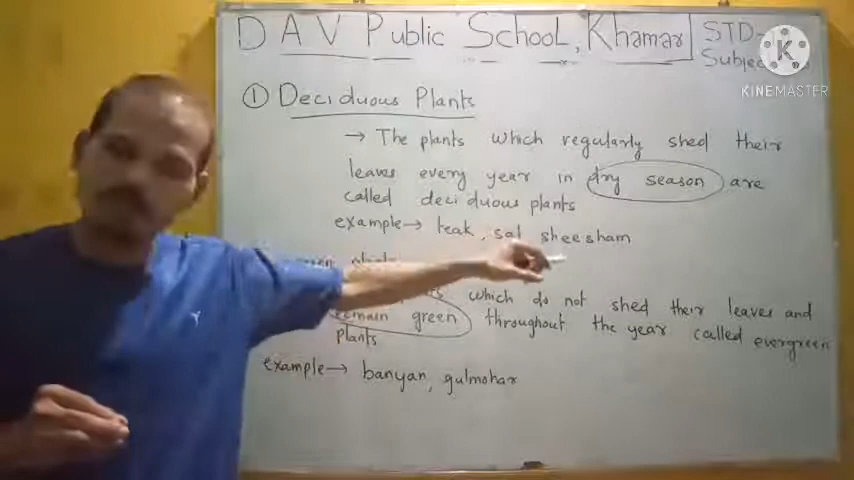 DAV Public School, Khamar
STD-
Subjec
KINEMASTER
① Deciduous Plants
→ The plants which regularly shed their
leaves every year in dry season are
called deciduous plants
example → teak, sal sheesham
which do not shed their leaves and
remain green throughout the year called evergreen
plants
example → banyan, gulmohar